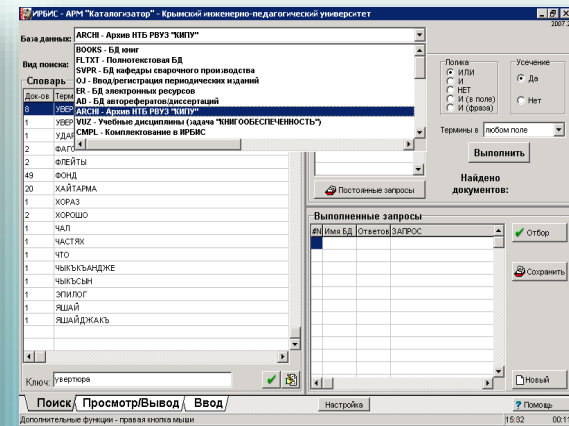 ИРБИС - АРМ "Каталогизатор" - Крымский инженерно-педагогический университет
2007.2
База данных: ARCHI - Архив НТБ РВУЗ "КИПУ"
BOOKS - БД книг
FLTXT - Полнотекстовая БД
SVPR - БД кафедры сварочного производства
OJ - Ввод/регистрация периодических изданий
ER - БД электронных ресурсов
AD - БД авторефератов/диссертаций
ARCHI - Архив НТБ РВУЗ "КИПУ"
VUZ - Учебные дисциплины (задача "КНИГООБЕСПЕЧЕННОСТЬ")
CMPL - Комплектование в ИРБИС
Вид поиска:
Словарь
Док-ов Терм
8 УВЕР
1 УВЕР
1 УДАР
2 ФАГО
2 ФЛЕЙТЫ
49 ФОНД
20 ХАЙТАРМА
1 ХОРАЗ
2 ХОРОШО
1 ЧАЛ
1 ЧАСТЯХ
1 ЧТО
1 ЧЫКЪКЪАНДЖЕ
1 ЧЫКЪСЫН
1 ЭПИЛОГ
1 ЯШАЙ
1 ЯШАЙДЖАКЪ
Ключ: увертюра
Логика
ИЛИ
И
НЕТ
И (в поле)
И (фраза)
Усечение
Да
Нет
Термины в любом поле
Выполнить
Постоянные запросы
Найдено
документов:
Выполненные запросы
#N Имя БД Ответов ЗАПРОС
Отбор
Сохранить
Новый
Поиск Просмотр/Вывод Ввод
Настройка
? Помощь
Дополнительные функции - правая кнопка мыши
15:32
00:11